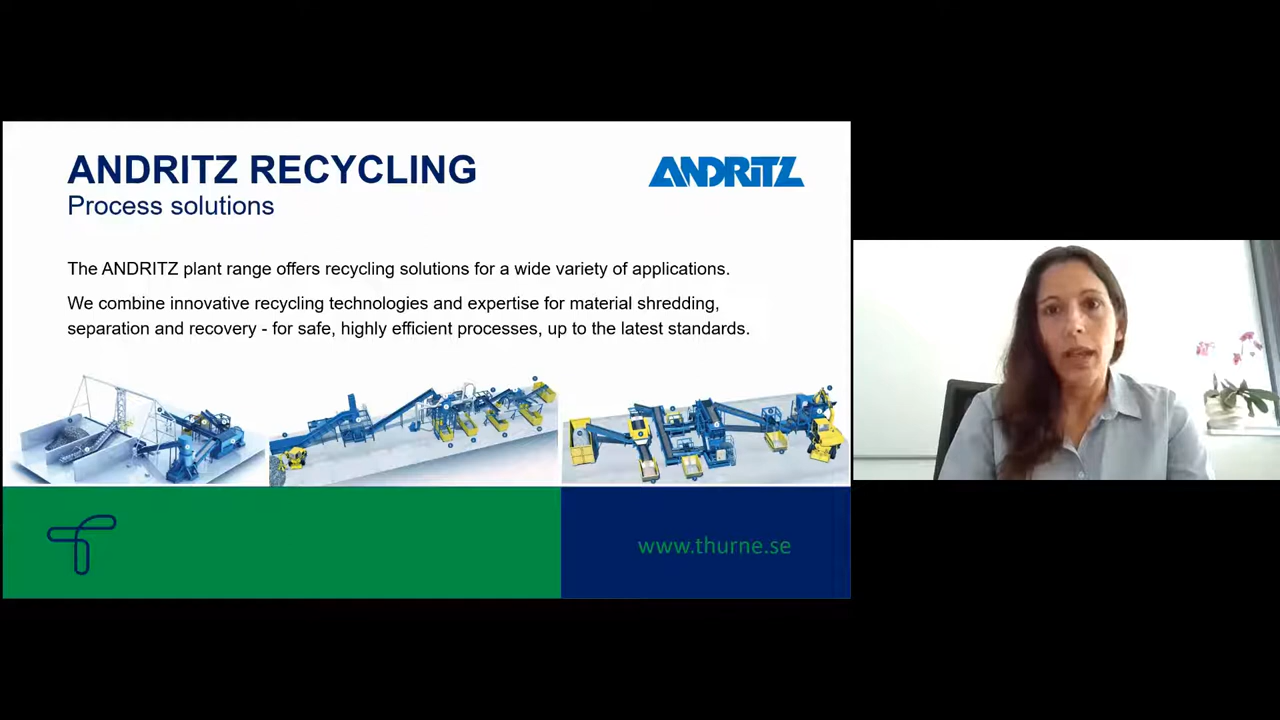 ANDRITZ RECYCLING
Process solutions
ANDRITZ
The ANDRITZ plant range offers recycling solutions for a wide variety of applications.
We combine innovative recycling technologies and expertise for material shredding,
separation and recovery - for safe, highly efficient processes, up to the latest standards.
www.thurne.se